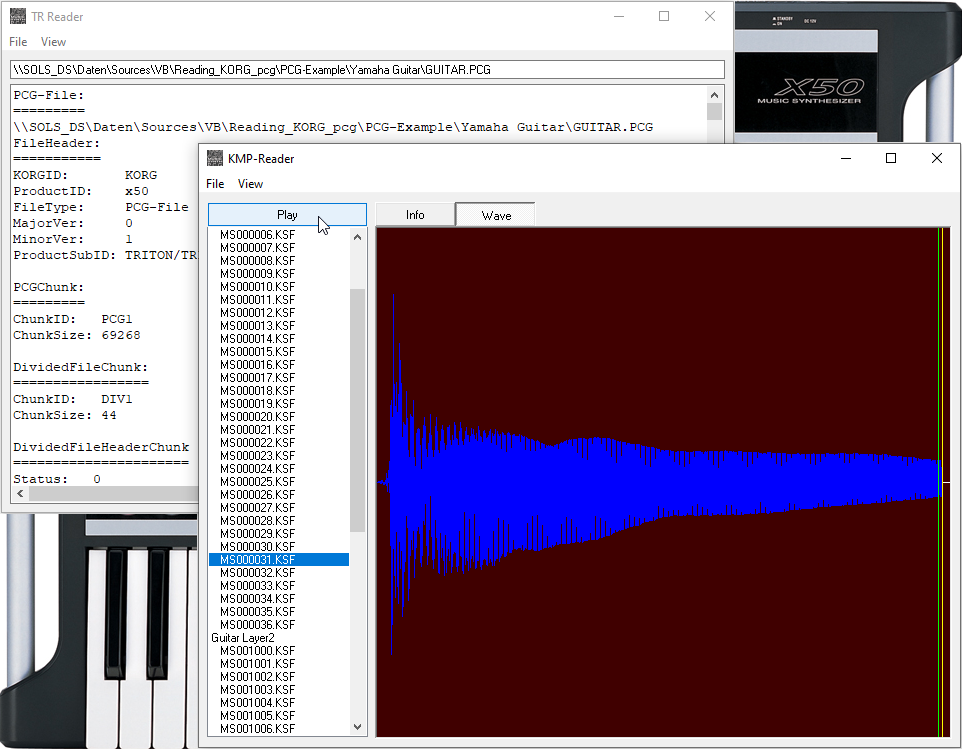 TR Reader
File View
\\SOLS_DS\Daten\Sources\VB\Reading_KORG_pcg\PCG-Example\Yamaha Guitar\GUITAR.PCG
PCG-File:
=========
\\SOLS_DS\Daten\Sources\VB\Reading_KORG_pcg\PCG-Example\Yamaha Guitar\GUITAR.PCG
FileHeader:
===========
KORGID: KORG
ProductID: x50
FileType: PCG-File
MajorVer: 0
MinorVer: 1
ProductSubID: TRITON/TR
PCGChunk:
=========
ChunkID: PCG1
ChunkSize: 69268
DividedFileChunk:
=================
ChunkID: DIV1
ChunkSize: 44
DividedFileHeaderChunk
======================
Status: 0
STANDBY
ON
DC 12V
X50
MUSIC SYNTHESIZER
KMP-Reader
File View
Play
Info
Wave
MS000006.KSF
MS000007.KSF
MS000008.KSF
MS000009.KSF
MS000010.KSF
MS000011.KSF
MS000012.KSF
MS000013.KSF
MS000014.KSF
MS000015.KSF
MS000016.KSF
MS000017.KSF
MS000018.KSF
MS000019.KSF
MS000020.KSF
MS000021.KSF
MS000022.KSF
MS000023.KSF
MS000024.KSF
MS000025.KSF
MS000026.KSF
MS000027.KSF
MS000028.KSF
MS000029.KSF
MS000030.KSF
MS000031.KSF
MS000032.KSF
MS000033.KSF
MS000034.KSF
MS000035.KSF
MS000036.KSF
Guitar Layer2
MS001000.KSF
MS001001.KSF
MS001002.KSF
MS001003.KSF
MS001004.KSF
MS001005.KSF
MS001006.KSF